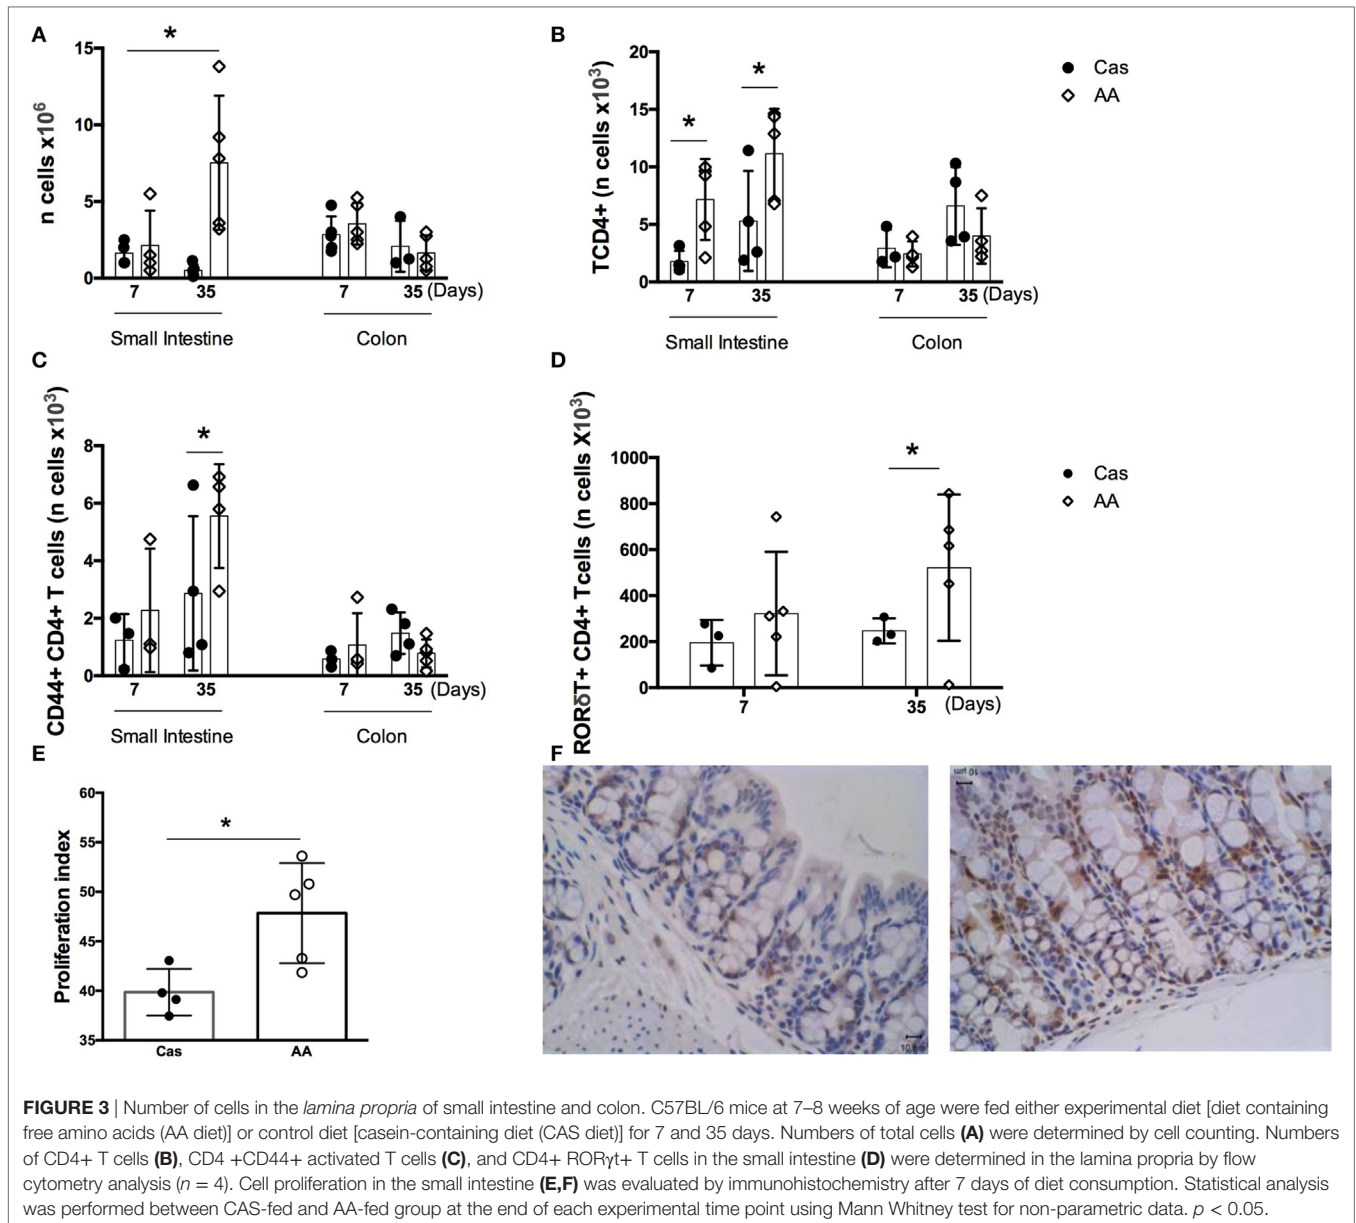 A
*
15
10
5
0
n cells x10⁶
7 35 7 35 (Days)
Small Intestine Colon
B
*
*
20
15
10
5
0
TCD4+ (n cells x10³)
7 35 7 35 (Days)
Small Intestine Colon
Cas
AA
C
*
8
6
4
2
0
CD44+ CD4+ T cells (n cells x10³)
7 35 7 35 (Days)
Small Intestine Colon
D
*
1000
800
600
400
200
0
RORδT+ CD4+ Tcells (n cells X10³)
7 35 (Days)
Cas
AA
E
*
60
55
50
45
40
35
Proliferation index
Cas AA
F
10 µm
10 µm
FIGURE 3 | Number of cells in the lamina propria of small intestine and colon. C57BL/6 mice at 7–8 weeks of age were fed either experimental diet [diet containing
free amino acids (AA diet)] or control diet [casein-containing diet (CAS diet)] for 7 and 35 days. Numbers of total cells (A) were determined by cell counting. Numbers
of CD4+ T cells (B), CD4 +CD44+ activated T cells (C), and CD4+ RORγt+ T cells in the small intestine (D) were determined in the lamina propria by flow
cytometry analysis (n = 4). Cell proliferation in the small intestine (E,F) was evaluated by immunohistochemistry after 7 days of diet consumption. Statistical analysis
was performed between CAS-fed and AA-fed group at the end of each experimental time point using Mann Whitney test for non-parametric data. p < 0.05.